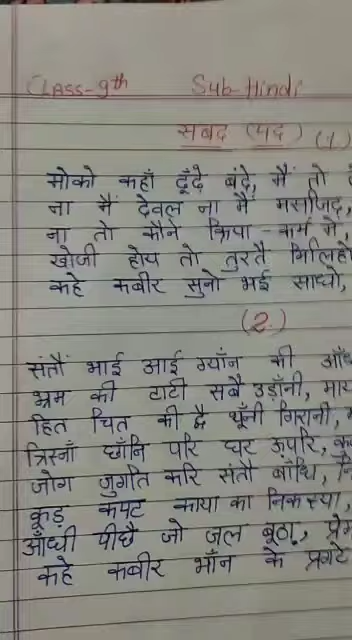 CLASS-9th Sub-Hindi
सबद (पद) (1)
मोको कहाँ ढूँढे बंदे, मैं तो
ना मैं देवल ना मैं मसजिद,
ना तो कौने क्रिया-कर्म में,
खोजी होय तो तुरतै मिलिहों
कहे कबीर सुनो भई साधो,
(2.)
संतौं भाई आई ग्याँन की
भ्रम की टाटी सबै उड़ाँनी,
हित चित की द्वै थूँनी गिराँनी,
त्रिस्नाँ छाँनि परि घर ऊपरि,
जोग जुगति करि संतौं बाँधी,
कूड़ कपट काया का निकस्या,
आँधी पीछै जो जल बूठा,
कहे कबीर भाँन के प्रगटे